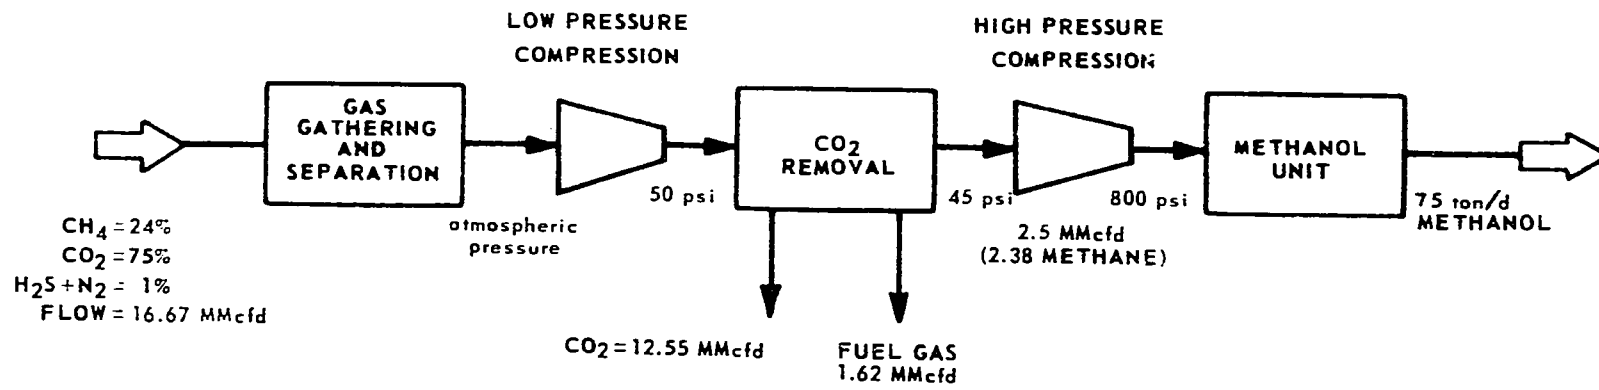 LOW PRESSURE
COMPRESSION
HIGH PRESSURE
COMPRESSION
GAS
GATHERING
AND
SEPARATION
CO2
REMOVAL
METHANOL
UNIT
50 psi
45 psi
800 psi
75 ton/d
METHANOL
atmospheric
pressure
2.5 MMcfd
(2.38 METHANE)
CH4 = 24%
CO2 = 75%
H2S+N2 = 1%
FLOW = 16.67 MMcfd
CO2 = 12.55 MMcfd
FUEL GAS
1.62 MMcfd